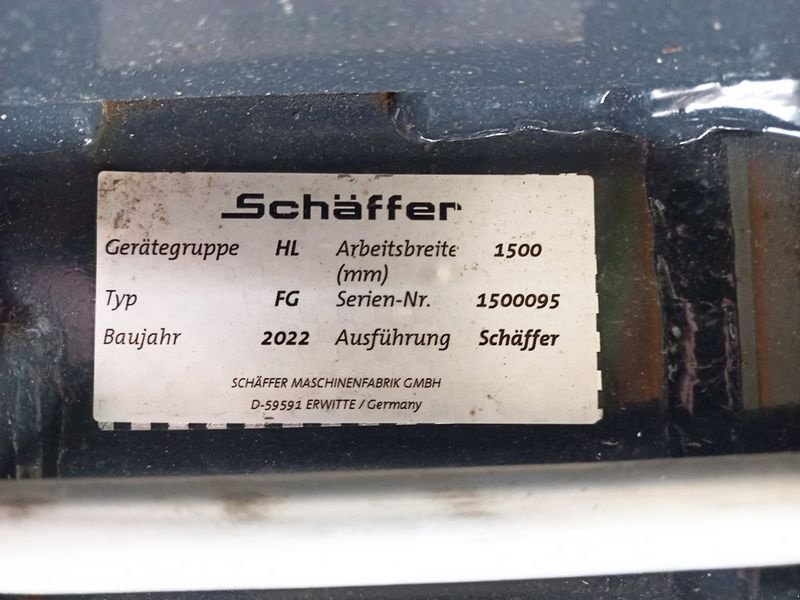 Schäffer
Gerätegruppe HL Arbeitsbreite 1500
(mm)
Typ FG Serien-Nr. 1500095
Baujahr 2022 Ausführung Schäffer
SCHÄFFER MASCHINENFABRIK GMBH
D-59591 ERWITTE / Germany